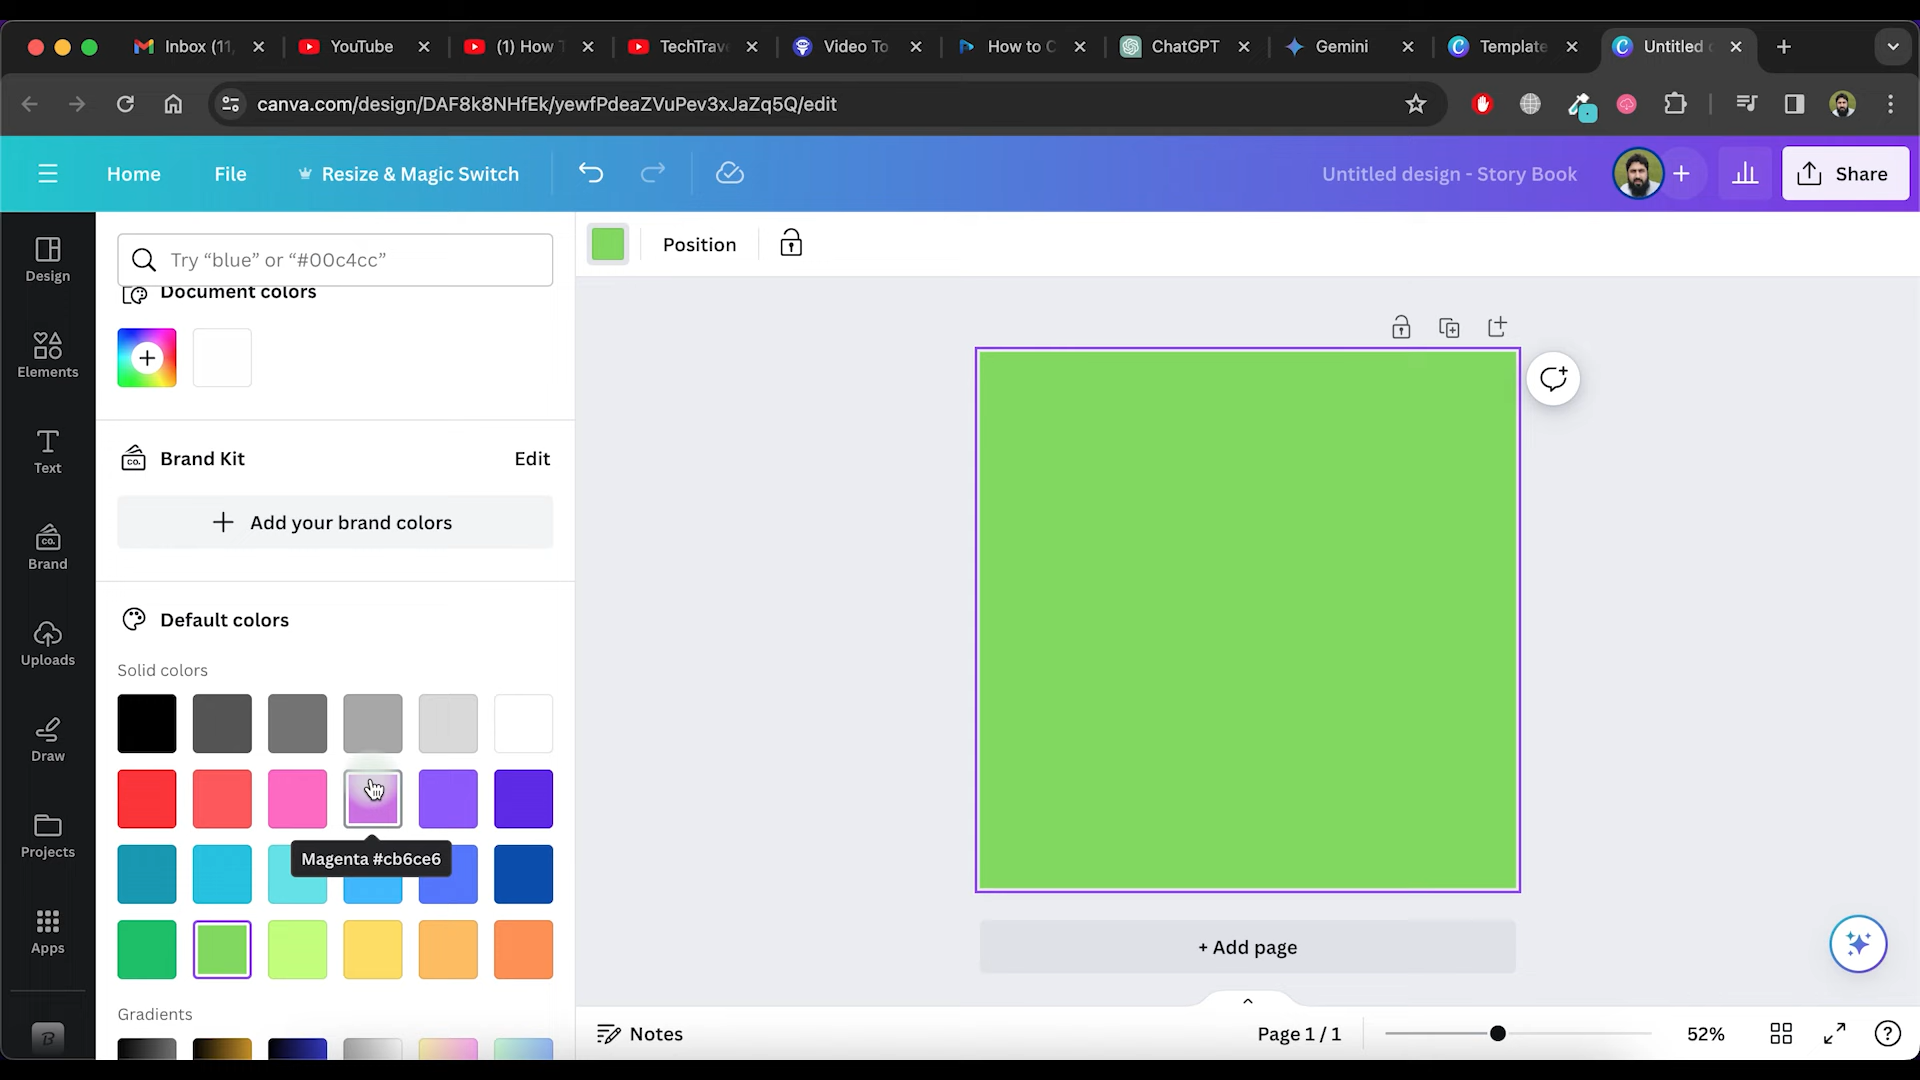 Inbox (11,
YouTube
(1) How T
TechTrave
Video To
How to C
ChatGPT
Gemini
Template
Untitled
canva.com/design/DAF8k8NHfEk/yewfPdeaZVuPev3xJaZq5Q/edit
Home
File
Resize & Magic Switch
Untitled design - Story Book
Share
Design
Elements
Text
Brand
Uploads
Draw
Projects
Apps
Try “blue” or “#00c4cc”
Document colors
CO.
Brand Kit
Edit
Add your brand colors
Default colors
Solid colors
Magenta #cb6ce6
Gradients
Position
+ Add page
Notes
Page 1 / 1
52%